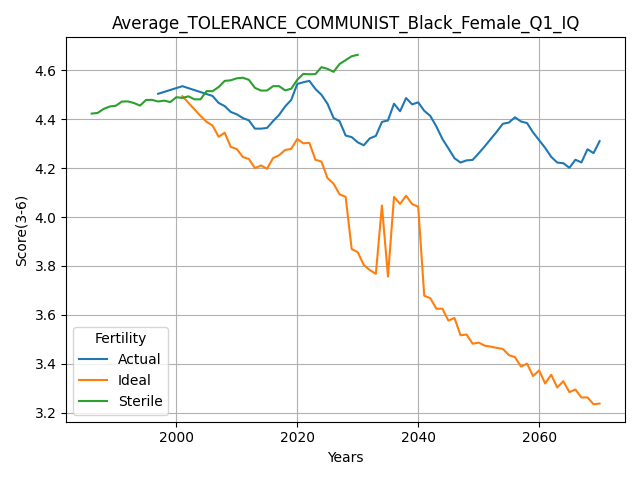 Average_TOLERANCE_COMMUNIST_Black_Female_Q1_IQ
Score(3-6)
4.6
4.4
4.2
4.0
3.8
3.6
3.4
3.2
Fertility
Actual
Ideal
Sterile
2000
2020
2040
2060
Years